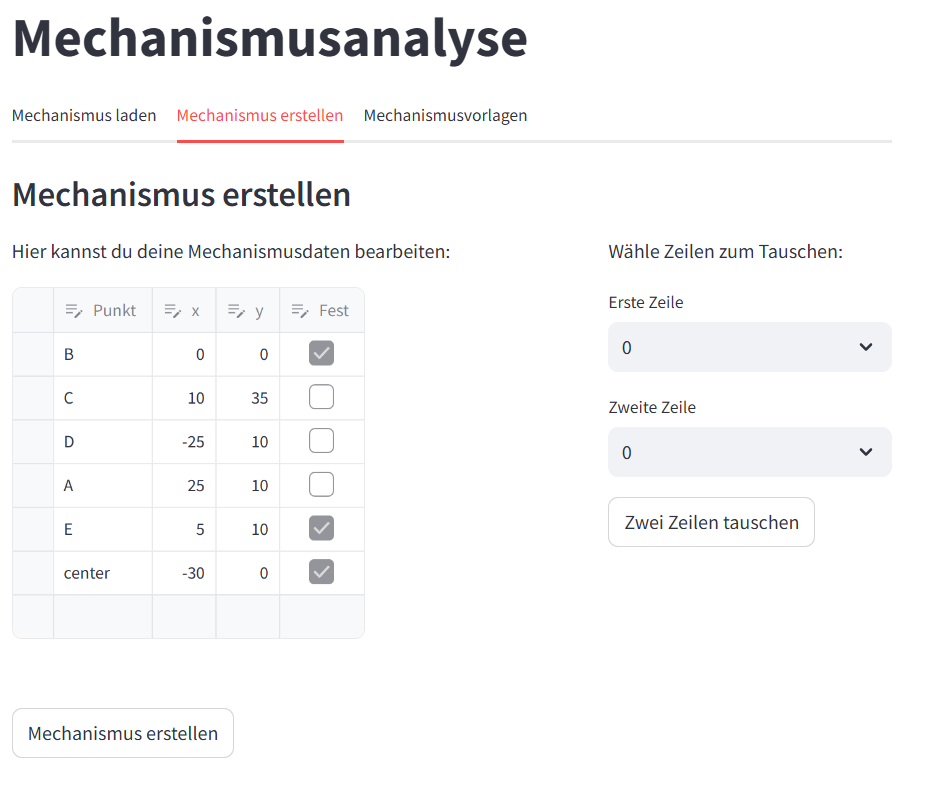 Mechanismusanalyse
Mechanismus laden Mechanismus erstellen Mechanismusvorlagen
Mechanismus erstellen
Hier kannst du deine Mechanismusdaten bearbeiten:
Punkt x y Fest
B 0 0
C 10 35
D -25 10
A 25 10
E 5 10
center -30 0
Mechanismus erstellen
Wähle Zeilen zum Tauschen:
Erste Zeile
0
Zweite Zeile
0
Zwei Zeilen tauschen